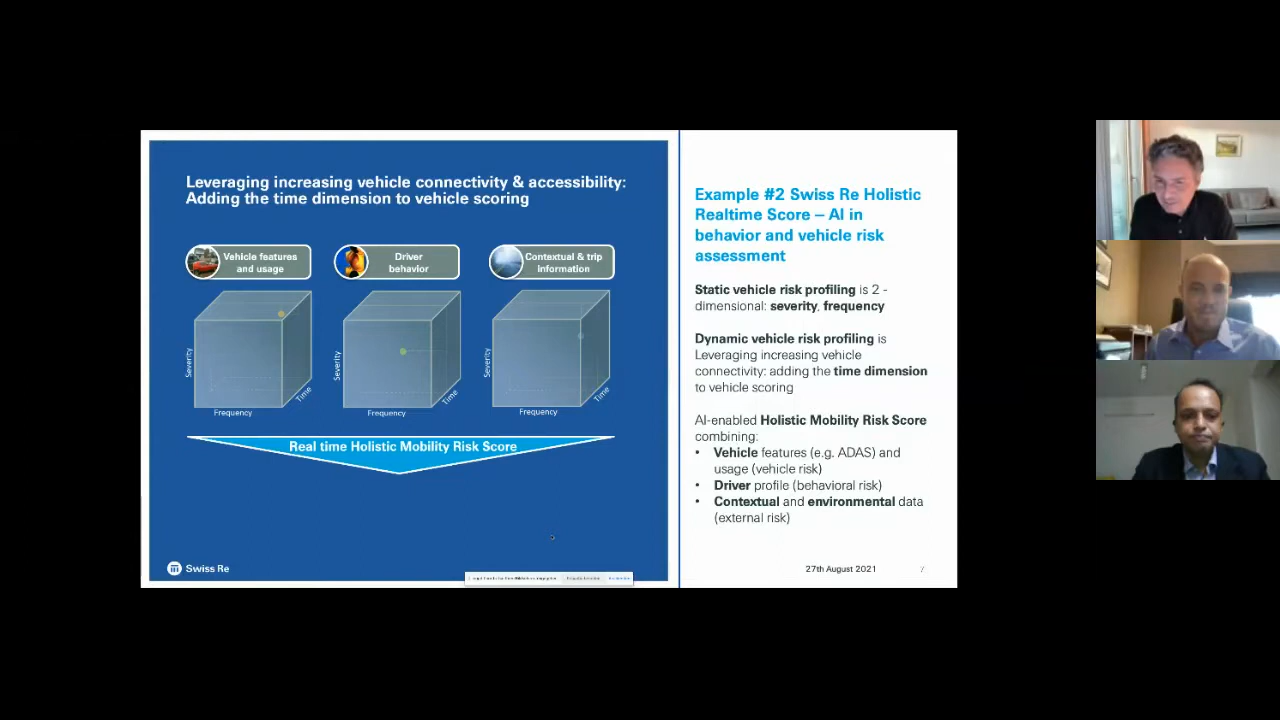 Leveraging increasing vehicle connectivity & accessibility:
Adding the time dimension to vehicle scoring
Vehicle features
and usage
Driver
behavior
Contextual & trip
information
Severity
Frequency
Time
Severity
Frequency
Time
Severity
Frequency
Time
Real time Holistic Mobility Risk Score
Swiss Re
Example #2 Swiss Re Holistic
Realtime Score – AI in
behavior and vehicle risk
assessment
Static vehicle risk profiling is 2 -
dimensional: severity, frequency
Dynamic vehicle risk profiling is
Leveraging increasing vehicle
connectivity: adding the time dimension
to vehicle scoring
AI-enabled Holistic Mobility Risk Score
combining:
• Vehicle features (e.g. ADAS) and
usage (vehicle risk)
• Driver profile (behavioral risk)
• Contextual and environmental data
(external risk)
27th August 2021
7